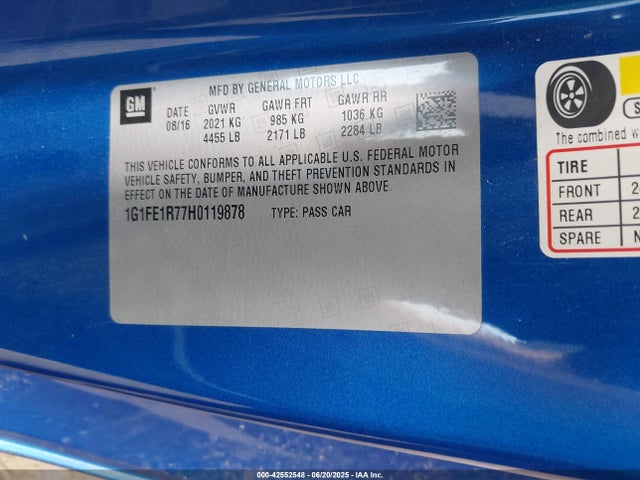 MFD BY GENERAL MOTORS LLC
GM
DATE GVWR GAWR FRT GAWR RR
08/16 2021 KG 985 KG 1036 KG
4455 LB 2171 LB 2284 LB
THIS VEHICLE CONFORMS TO ALL APPLICABLE U.S. FEDERAL MOTOR
VEHICLE SAFETY, BUMPER, AND THEFT PREVENTION STANDARDS IN
EFFECT ON THE DATE OF MANUFACTURE SHOWN ABOVE.
1G1FE1R77H0119878 TYPE: PASS CAR
The combined
TIRE
FRONT 2
REAR 2
SPARE N
000-42552548 - 06/20/2025 - IAA Inc.